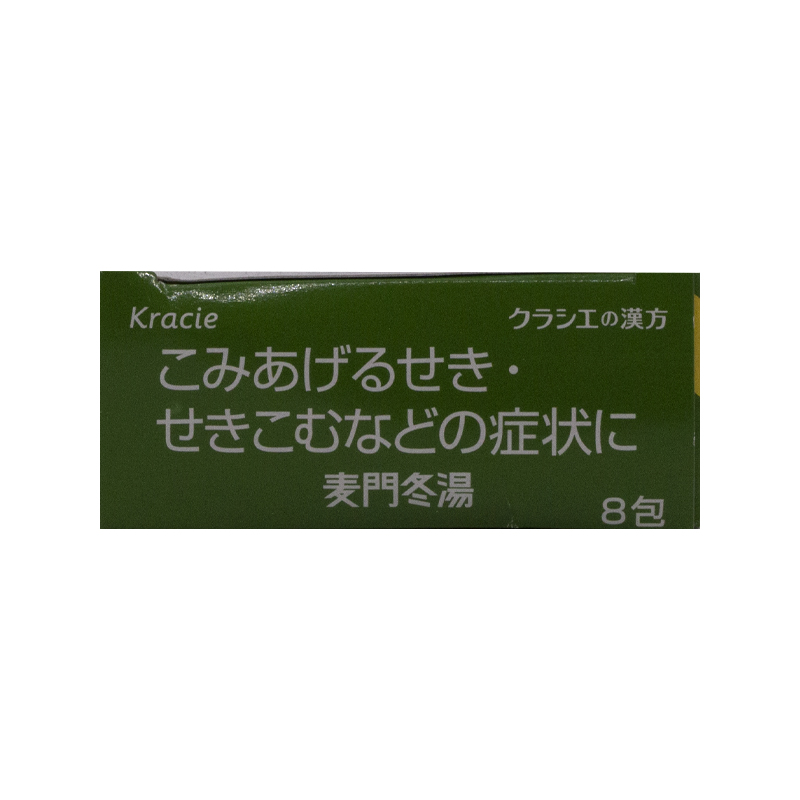 Kracie
クラシエの漢方
こみあげるせき・
せきこむなどの症状に
麦門冬湯
8包